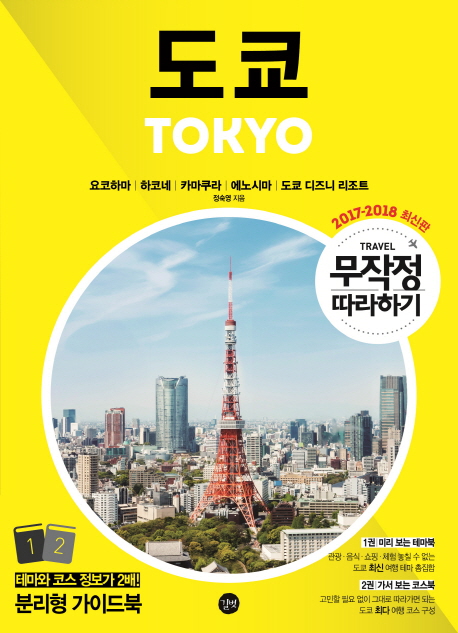 도쿄
TOKYO
요코하마 | 하코네 | 카마쿠라 | 에노시마 | 도쿄 디즈니 리조트
정숙영 지음
2017-2018 최신판
TRAVEL
무작정
따라하기
1 2
테마와 코스 정보가 2배!
분리형 가이드북
길벗
1권 | 미리 보는 테마북
관광·음식·쇼핑·체험 놓칠 수 없는
도쿄 최신 여행 테마 총집합
2권 | 가서 보는 코스북
고민할 필요 없이 그대로 따라가면 되는
도쿄 최다 여행 코스 구성